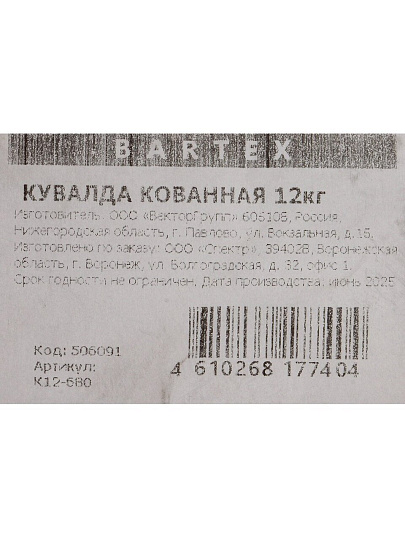 BARTEX
КУВАЛДА КОВАННАЯ 12кг
Изготовитель: ООО «ВекторГрупп» 606108, Россия,
Нижегородская область, г. Павлово, ул. Вокзальная, д.15.
Изготовлено по заказу: ООО «Спектр», 394028, Воронежская
область, г. Воронеж, ул. Волгоградская, д. 32, офис 1.
Срок годности не ограничен. Дата производства: июнь 2025
Код: 506091
Артикул:
К12-680
4 610268 177404